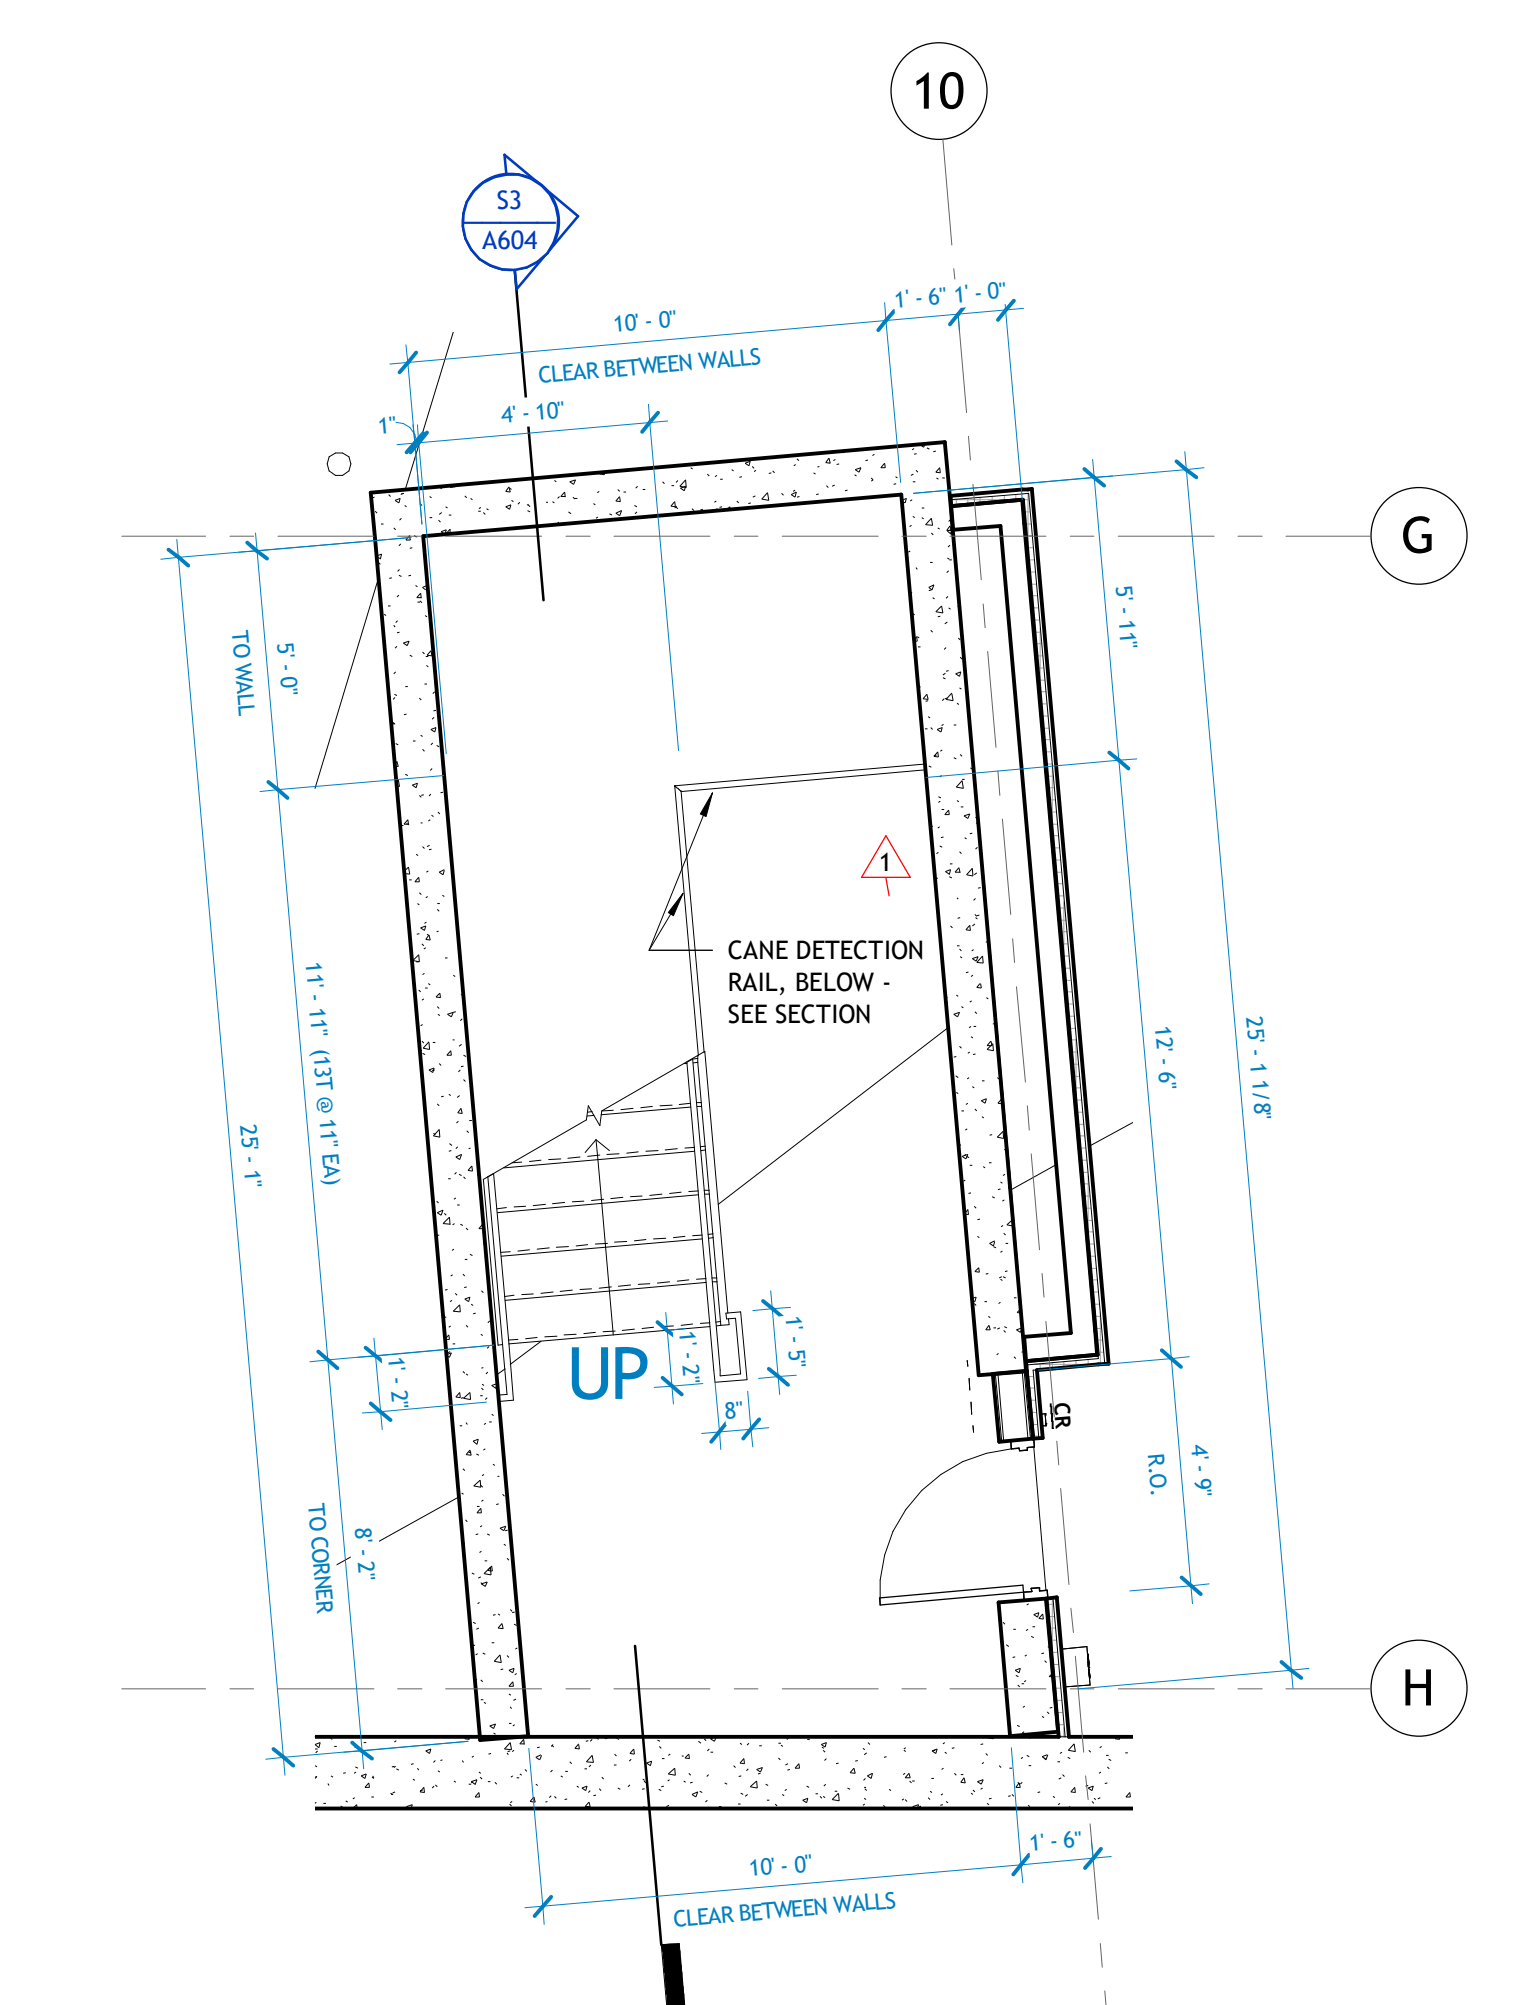 10
S3
A604
10' - 0"
1' - 6"
1' - 0"
CLEAR BETWEEN WALLS
1"
4' - 10"
G
5' - 0"
TO WALL
5' - 11"
1
CANE DETECTION
RAIL, BELOW -
SEE SECTION
11' - 11" (13T @ 11" EA)
25' - 1"
12' - 6"
25' - 1 1/8"
UP
1' - 2"
1' - 2"
1' - 5"
8"
CR
4' - 9"
R.O.
8' - 2"
TO CORNER
H
10' - 0"
CLEAR BETWEEN WALLS
1' - 6"